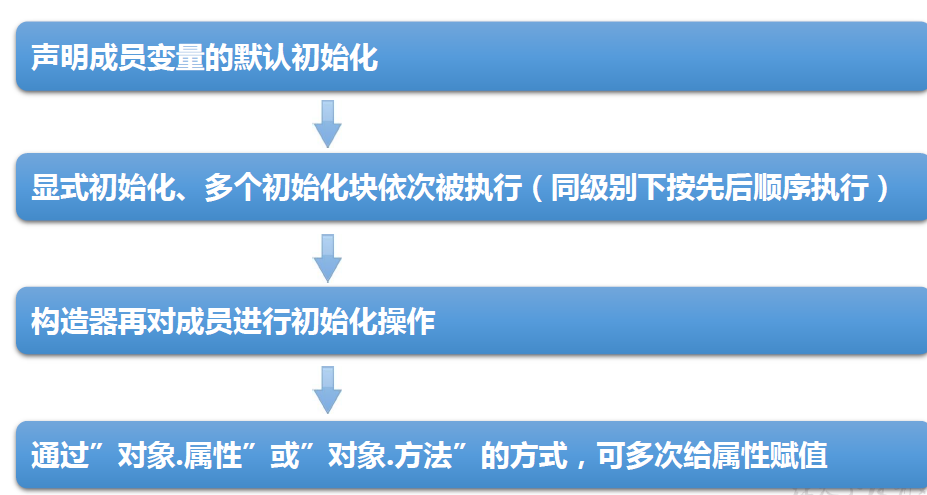 声明成员变量的默认初始化
显式初始化、多个初始化块依次被执行（同级别下按先后顺序执行）
构造器再对成员进行初始化操作
通过”对象.属性”或”对象.方法”的方式，可多次给属性赋值